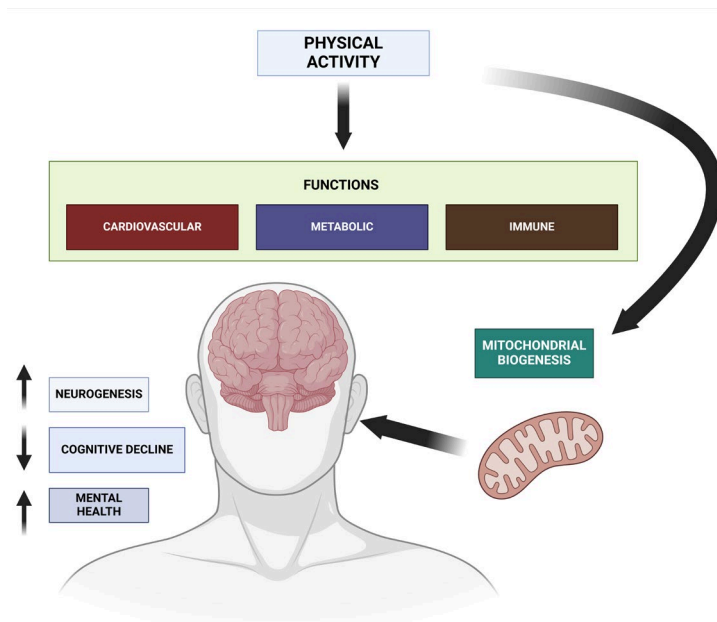 PHYSICAL
ACTIVITY
FUNCTIONS
CARDIOVASCULAR
METABOLIC
IMMUNE
MITOCHONDRIAL
BIOGENESIS
NEUROGENESIS
COGNITIVE DECLINE
MENTAL
HEALTH